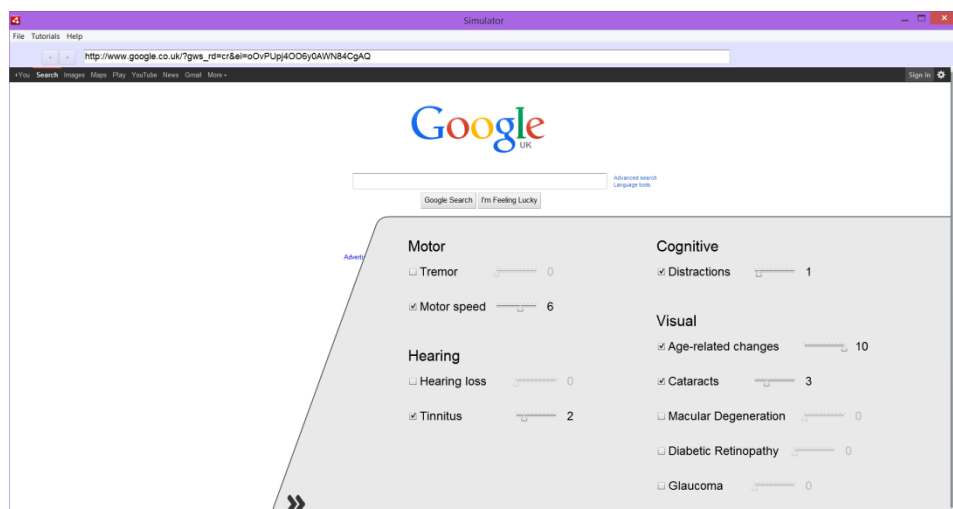 Simulator
File Tutorials Help
http://www.google.co.uk/?gws_rd=cr&ei=oOvPUpj4OO6y0AWN84CgAQ
+You Search Images Maps Play YouTube News Gmail More
Sign in
Google
UK
Advanced search
Language tools
Google Search I'm Feeling Lucky
Motor
Tremor 0
Motor speed 6
Hearing
Hearing loss 0
Tinnitus 2
Cognitive
Distractions 1
Visual
Age-related changes 10
Cataracts 3
Macular Degeneration 0
Diabetic Retinopathy 0
Glaucoma 0